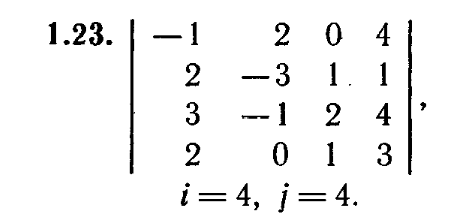 1.23. | −1 2 0 4 |
| 2 −3 1 1 |
| 3 −1 2 4 | ,
| 2 0 1 3 |
i = 4, j = 4.